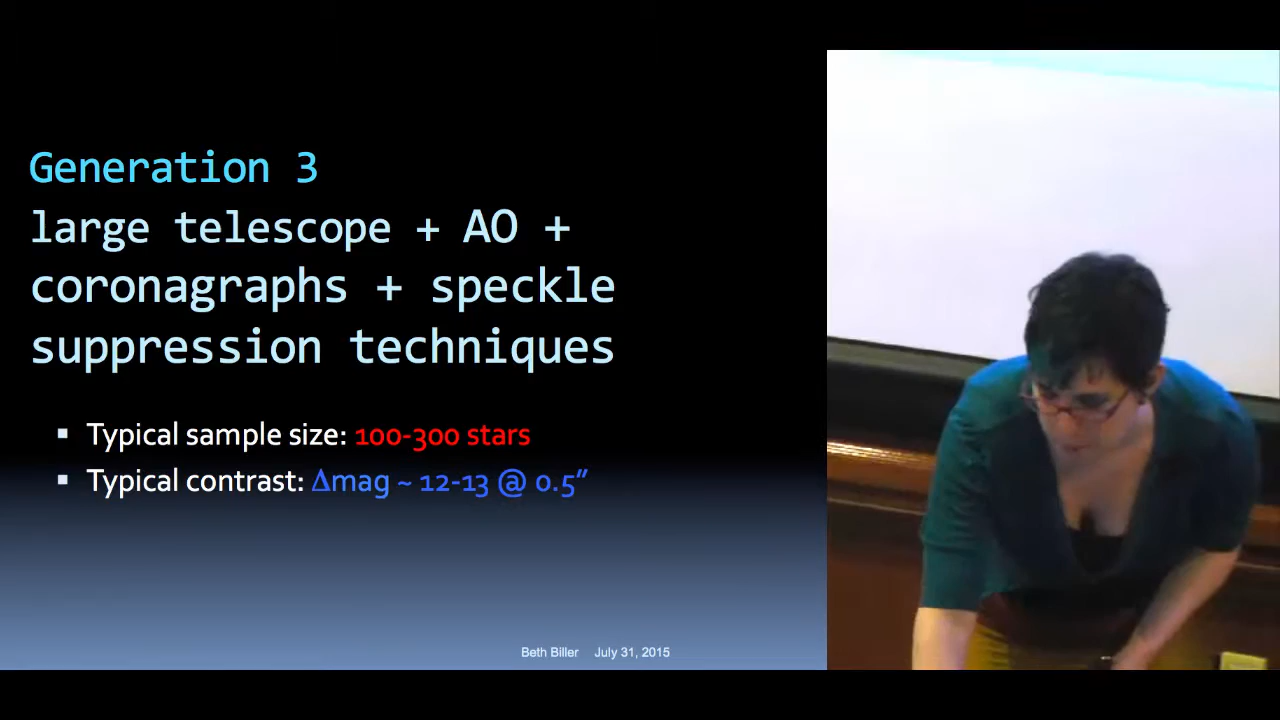 Generation 3
large telescope + AO +
coronagraphs + speckle
suppression techniques
▪ Typical sample size: 100-300 stars
▪ Typical contrast: Δmag ~ 12-13 @ 0.5″
Beth Biller July 31, 2015